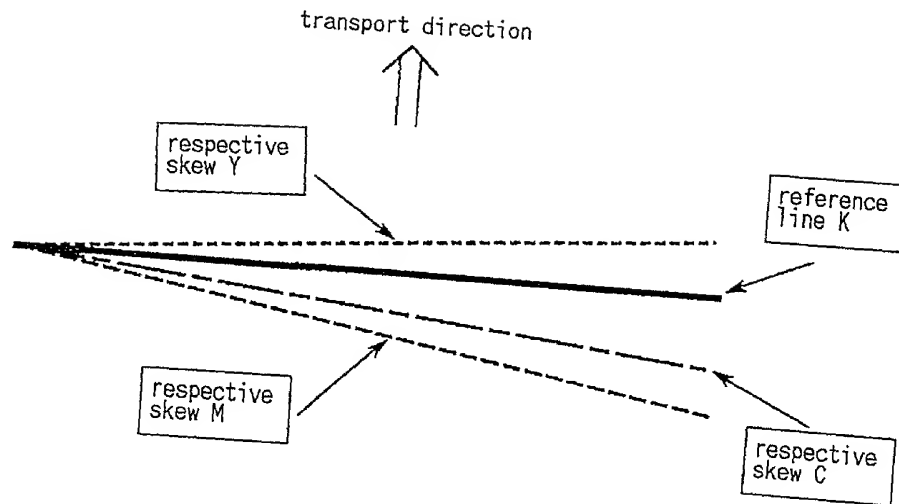 transport direction
respective
skew Y
reference
line K
respective
skew M
respective
skew C